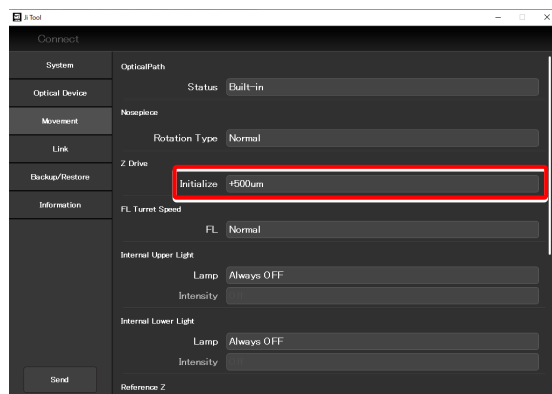 Ji Tool
Connect
System
Optical Device
Movement
Link
Backup/Restore
Information
Send
OpticalPath
Status Built-in
Nosepiece
Rotation Type Normal
Z Drive
Initialize +500um
FL Turret Speed
FL Normal
Internal Upper Light
Lamp Always OFF
Intensity
Internal Lower Light
Lamp Always OFF
Intensity
Reference Z